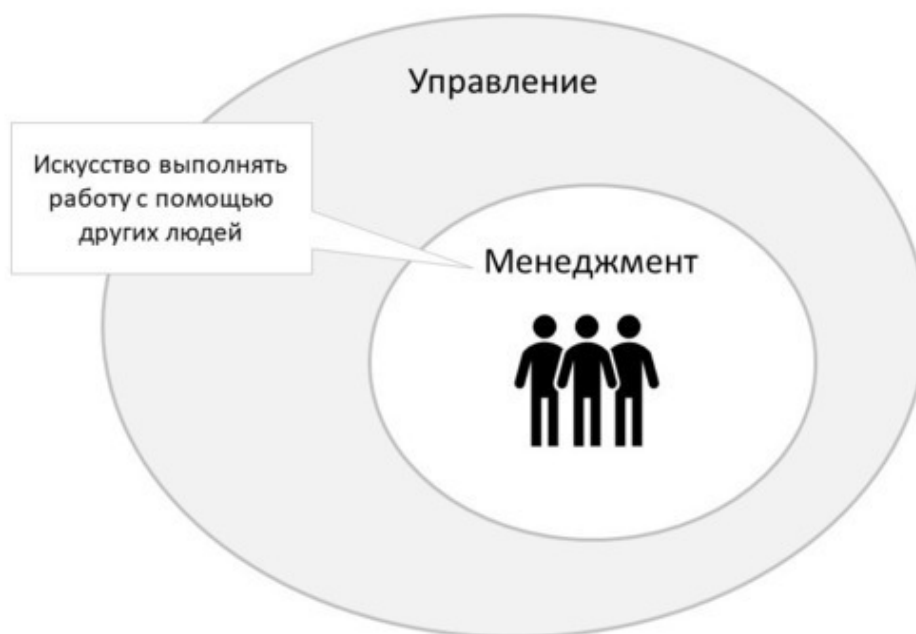 Управление
Искусство выполнять
работу с помощью
других людей
Менеджмент